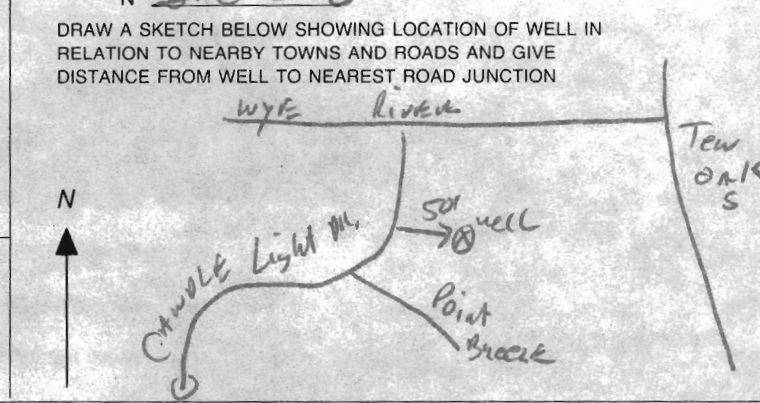 N
DRAW A SKETCH BELOW SHOWING LOCATION OF WELL IN
RELATION TO NEARBY TOWNS AND ROADS AND GIVE
DISTANCE FROM WELL TO NEAREST ROAD JUNCTION
WYE RIVER
Ten
Oaks
N
50'
well
CANDLE Light DR.
Point
Breeze